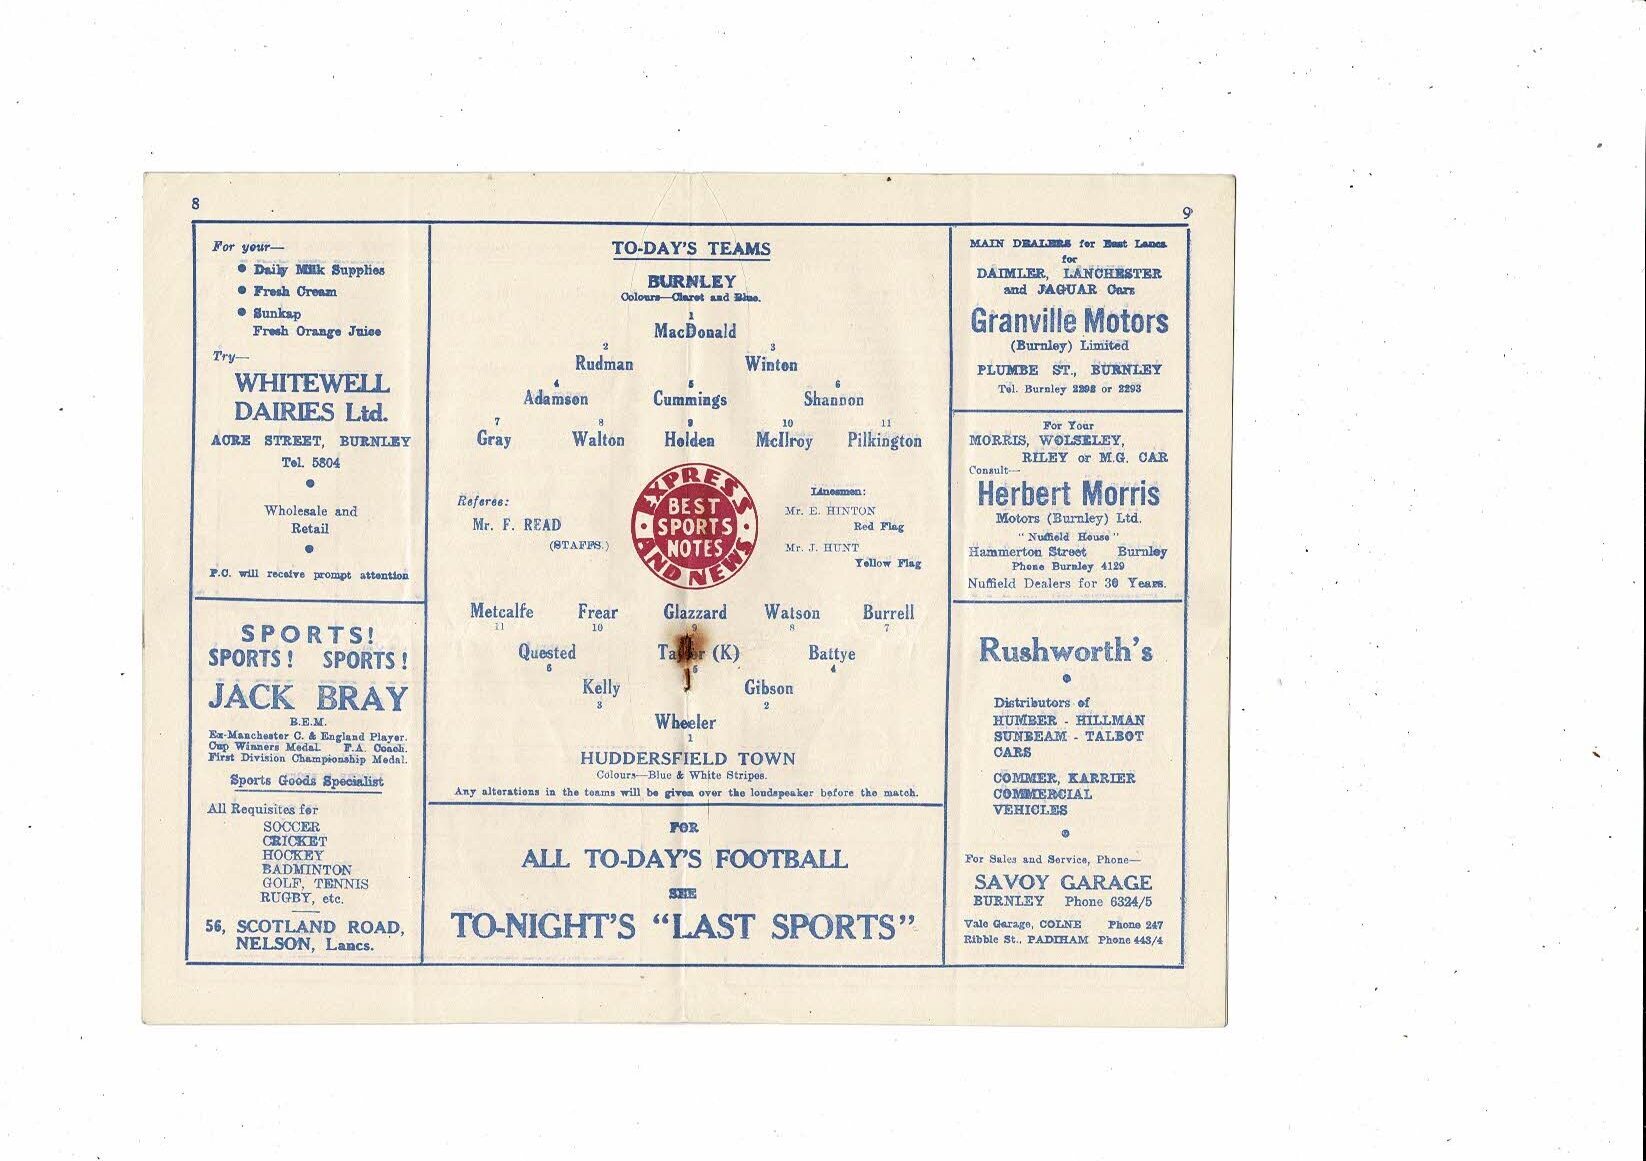 8
9
For your—
• Daily Milk Supplies
• Fresh Cream
• Sunkap
Fresh Orange Juice
Try—
WHITEWELL
DAIRIES Ltd.
ACRE STREET, BURNLEY
Tel. 5804
•
Wholesale and
Retail
•
P.C. will receive prompt attention
SPORTS!
SPORTS! SPORTS!
JACK BRAY
B.E.M.
Ex-Manchester C. & England Player.
Cup Winners Medal. F.A. Coach.
First Division Championship Medal.
Sports Goods Specialist
All Requisites for
SOCCER
CRICKET
HOCKEY
BADMINTON
GOLF, TENNIS
RUGBY, etc.
56, SCOTLAND ROAD,
NELSON, Lancs.
TO-DAY'S TEAMS
BURNLEY
Colours—Claret and Blue.
1
MacDonald
2 3
Rudman Winton
4 5 6
Adamson Cummings Shannon
7 8 9 10 11
Gray Walton Holden McIlroy Pilkington
Referee:
Mr. F. READ
(STAFFS.)
EXPRESS
BEST
SPORTS
NOTES
AND NEWS
Linesmen:
Mr. E. HINTON
Red Flag
Mr. J. HUNT
Yellow Flag
Metcalfe Frear Glazzard Watson Burrell
11 10 9 8 7
Quested (K) Battye
6 5 4
Kelly Gibson
3 2
Wheeler
1
HUDDERSFIELD TOWN
Colours—Blue & White Stripes.
Any alterations in the teams will be given over the loudspeaker before the match.
FOR
ALL TO-DAY'S FOOTBALL
SEE
TO-NIGHT'S "LAST SPORTS"
MAIN DEALERS for East Lancs
for
DAIMLER, LANCHESTER
and JAGUAR Cars
Granville Motors
(Burnley) Limited
PLUMBE ST., BURNLEY
Tel. Burnley 2292 or 2293
For Your
MORRIS, WOLSELEY,
RILEY or M.G. CAR
Consult—
Herbert Morris
Motors (Burnley) Ltd.
"Nuffield House"
Hammerton Street Burnley
Phone Burnley 4129
Nuffield Dealers for 30 Years.
Rushworth's
•
Distributors of
HUMBER - HILLMAN
SUNBEAM - TALBOT
CARS
COMMER, KARRIER
COMMERCIAL
VEHICLES
•
For Sales and Service, Phone—
SAVOY GARAGE
BURNLEY Phone 6324/5
Vale Garage, COLNE Phone 247
Ribble St., PADIHAM Phone 443/4